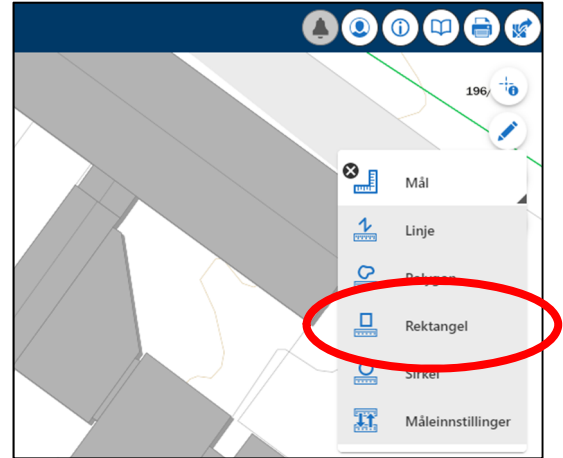 196/
Mål
Linje
Polygon
Rektangel
Sirkel
Måleinnstillinger